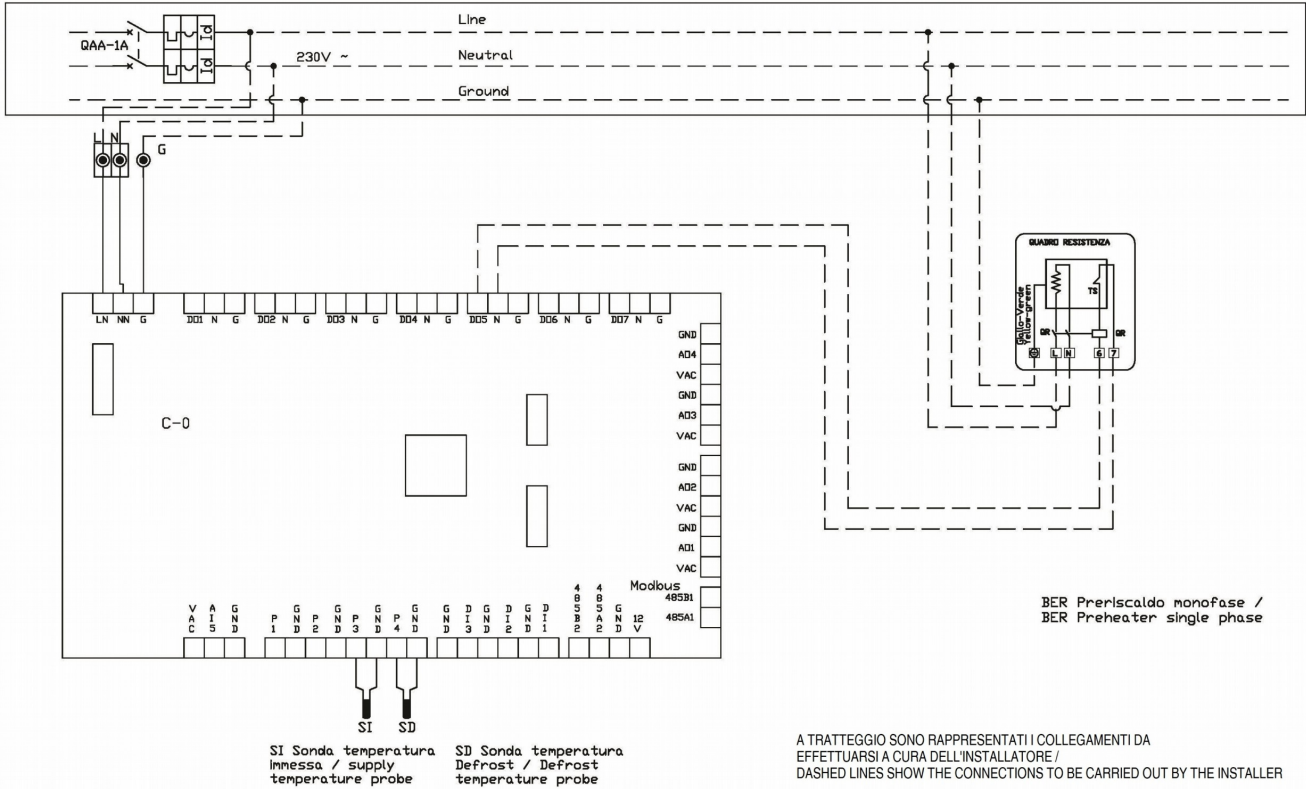 Line
QAA-1A
Id
Id
230V ~
Neutral
Ground
L N
G
QUADRO RESISTENZA
TS
Giallo-Verde
Yellow-green
QR
QR
L N 6 7
LN NN G
DO1 N G
DO2 N G
DO3 N G
DO4 N G
DO5 N G
DO6 N G
DO7 N G
GND
AO4
VAC
GND
AO3
VAC
GND
AO2
VAC
GND
AO1
VAC
C-0
Modbus
485B1
485A1
VAC AI5 GND
P1 GND P2 GND P3 GND P4 GND
GND DI3 GND DI2 GND DI1
485B2 485A2 GND 12V
SI
SD
SI Sonda temperatura
Immessa / supply
temperature probe
SD Sonda temperatura
Defrost / Defrost
temperature probe
BER Preriscaldo monofase /
BER Preheater single phase
A TRATTEGGIO SONO RAPPRESENTATI I COLLEGAMENTI DA
EFFETTUARSI A CURA DELL'INSTALLATORE /
DASHED LINES SHOW THE CONNECTIONS TO BE CARRIED OUT BY THE INSTALLER